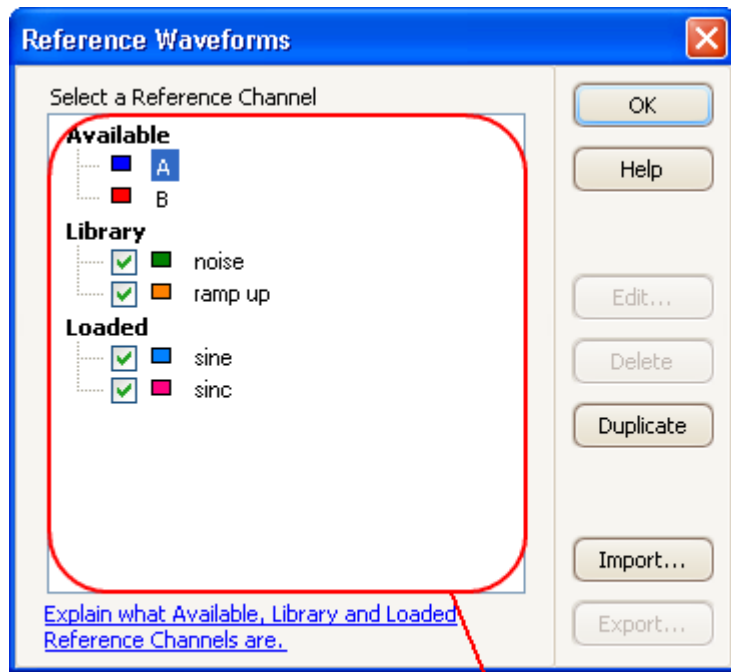 Reference Waveforms
Select a Reference Channel
OK
Available
A
Help
B
Library
noise
ramp up
Edit...
Loaded
sine
Delete
sinc
Duplicate
Import...
Explain what Available, Library and Loaded
Reference Channels are.
Export...